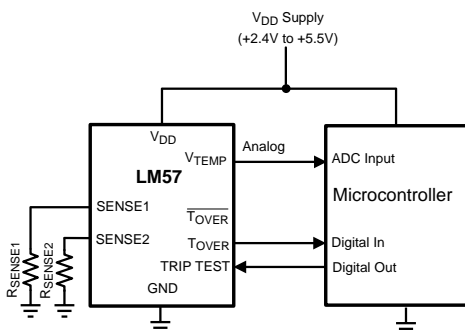 V_DD Supply
(+2.4V to +5.5V)
V_DD
LM57
V_TEMP
Analog
ADC Input
Microcontroller
SENSE1
SENSE2
T̅_O̅V̅E̅R̅
T_OVER
Digital In
TRIP TEST
Digital Out
GND
R_SENSE1
R_SENSE2